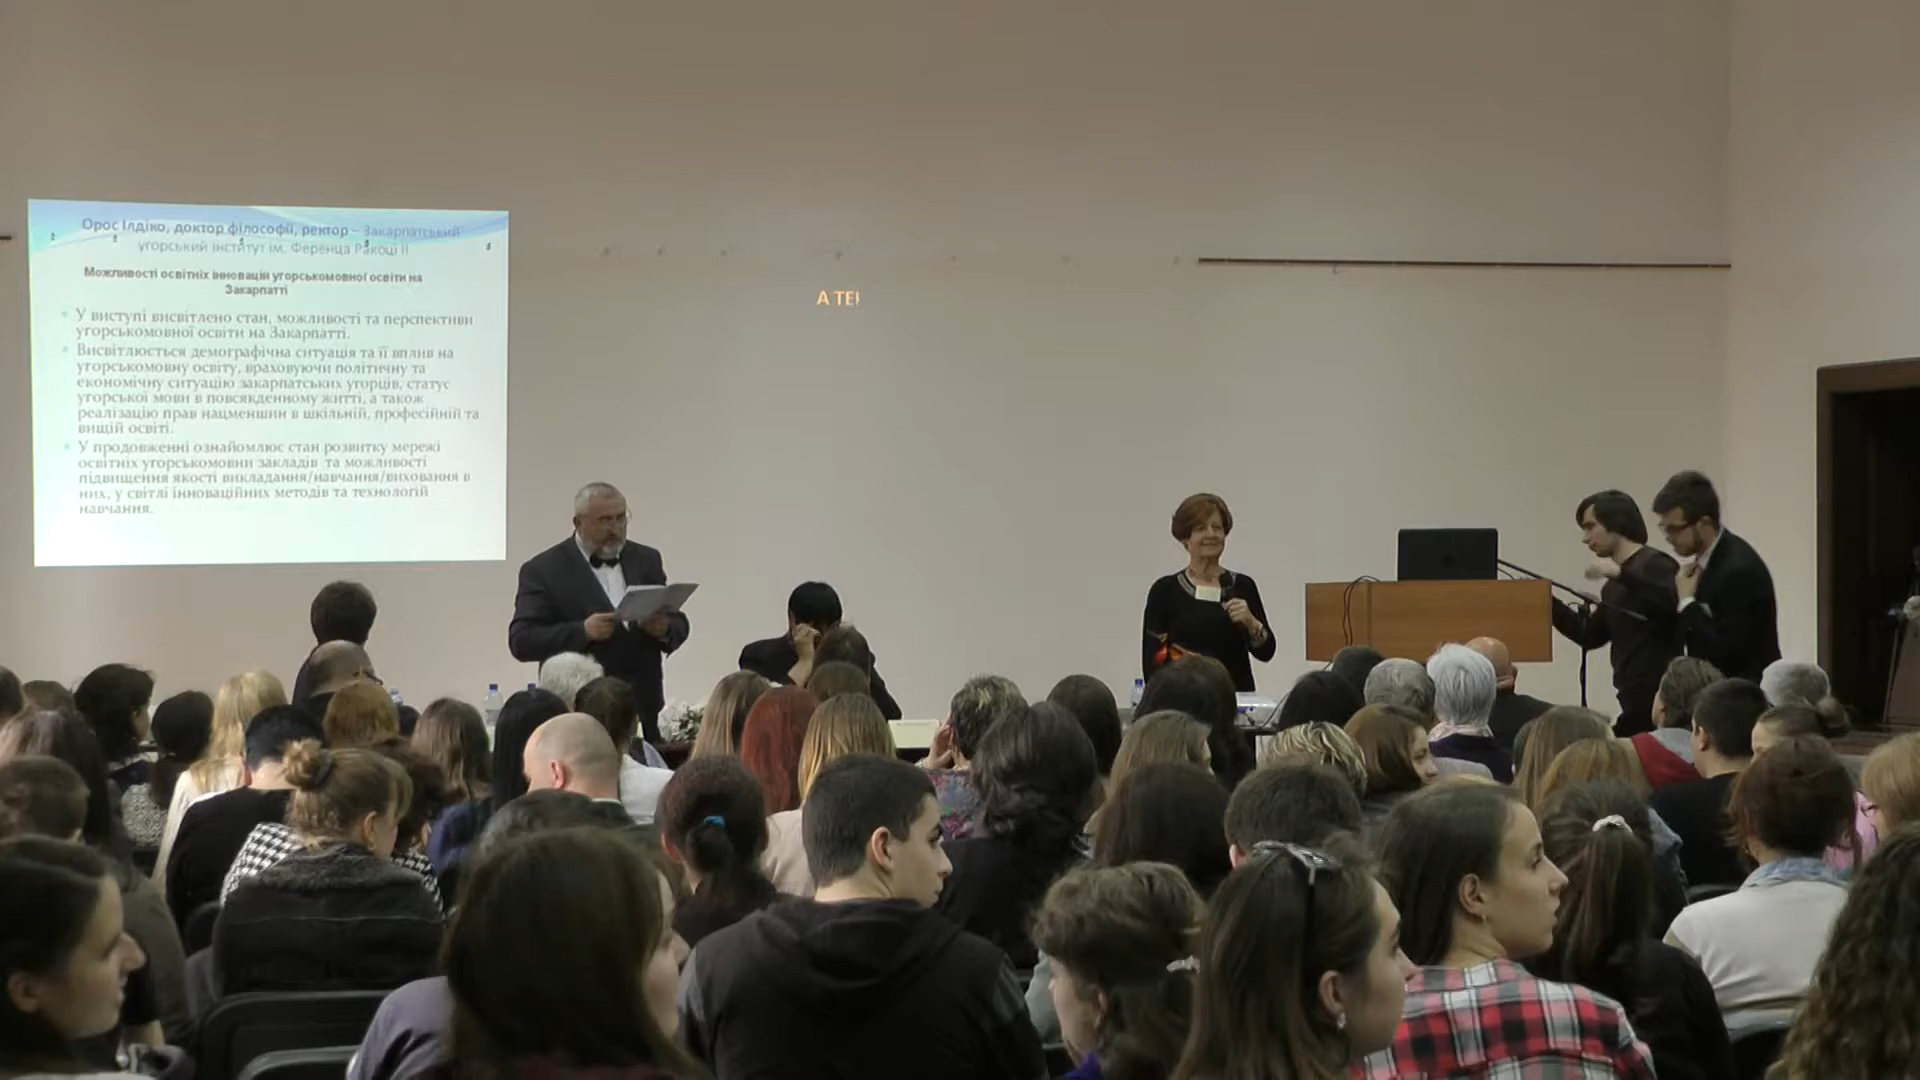 Орос Ілдіко, доктор філософії, ректор – Закарпатський
угорський інститут ім. Ференца Ракоці ІІ
Можливості освітніх інновацій угорськомовної освіти на
Закарпатті
У виступі висвітлено стан, можливості та перспективи
угорськомовної освіти на Закарпатті.
Висвітлюється демографічна ситуація та її вплив на
угорськомовну освіту, враховуючи політичну та
економічну ситуацію закарпатських угорців, статус
угорської мови в повсякденному житті, а також
реалізацію прав нацменшин в шкільній, професійній та
вищій освіті.
У продовженні ознайомлює стан розвитку мережі
освітніх угорськомовни закладів та можливості
підвищення якості викладання/навчання/виховання в
них, у світлі інноваційних методів та технологій
навчання.
А ТЕ